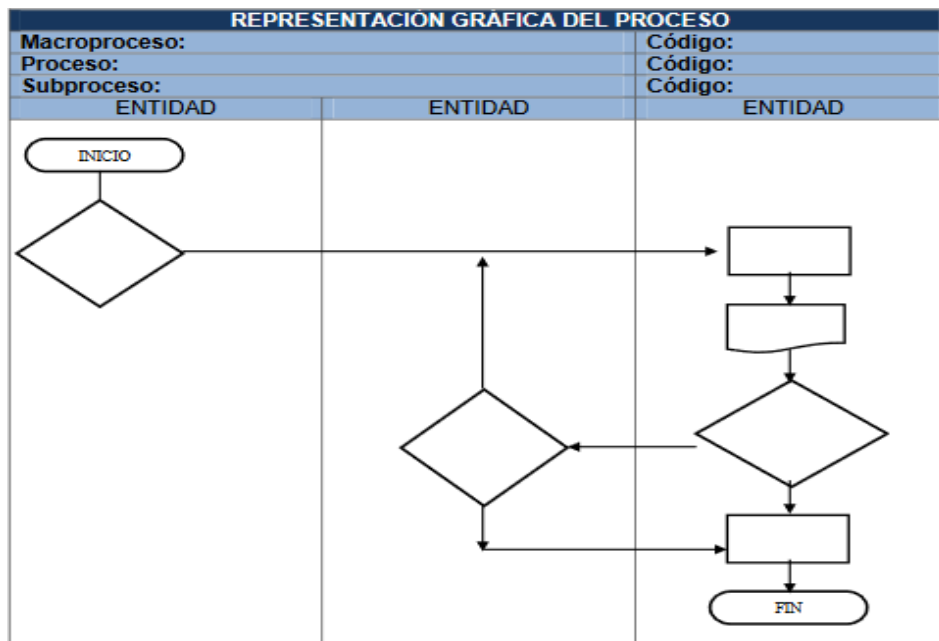 REPRESENTACIÓN GRÁFICA DEL PROCESO
Macroproceso: Código:
Proceso: Código:
Subproceso: Código:
ENTIDAD ENTIDAD ENTIDAD
INICIO
FIN